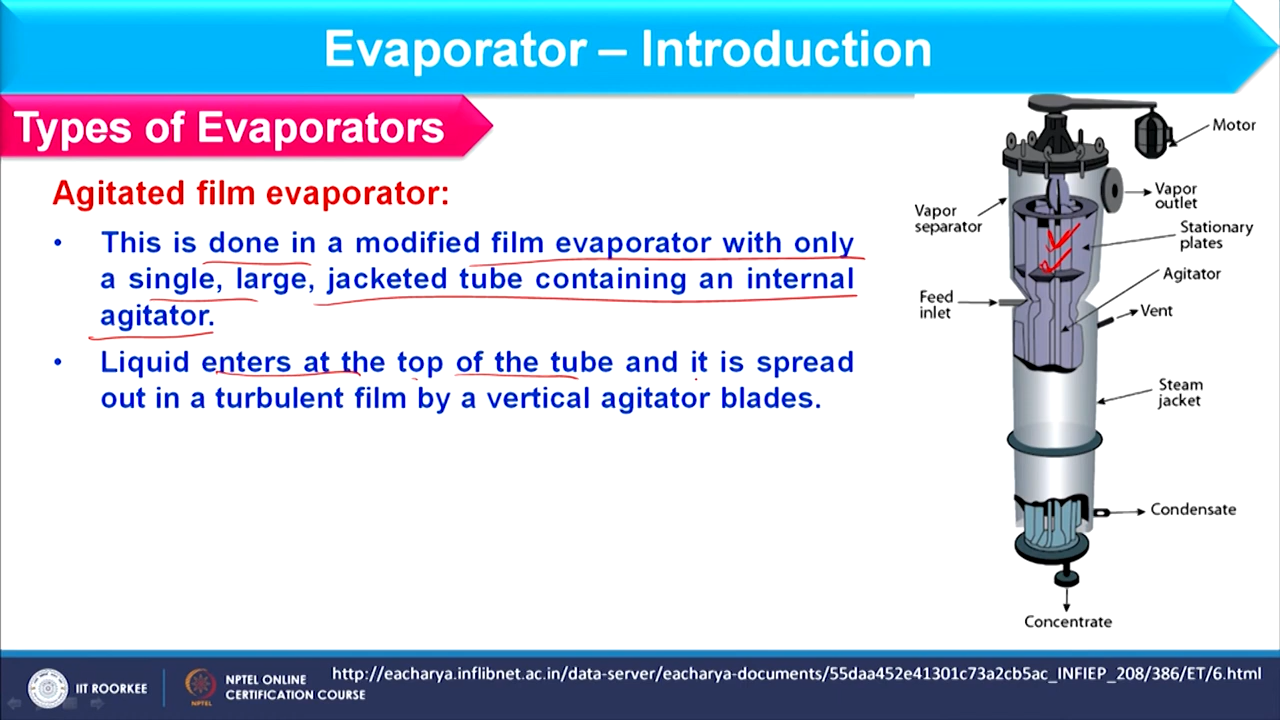 Evaporator – Introduction
Types of Evaporators
Agitated film evaporator:
• This is done in a modified film evaporator with only
a single, large, jacketed tube containing an internal
agitator.
• Liquid enters at the top of the tube and it is spread
out in a turbulent film by a vertical agitator blades.
Motor
Vapor
outlet
Vapor
separator
Stationary
plates
Agitator
Feed
inlet
Vent
Steam
jacket
Condensate
Concentrate
IIT ROORKEE
NPTEL
NPTEL ONLINE
CERTIFICATION COURSE
http://eacharya.inflibnet.ac.in/data-server/eacharya-documents/55daa452e41301c73a2cb5ac_INFIEP_208/386/ET/6.html